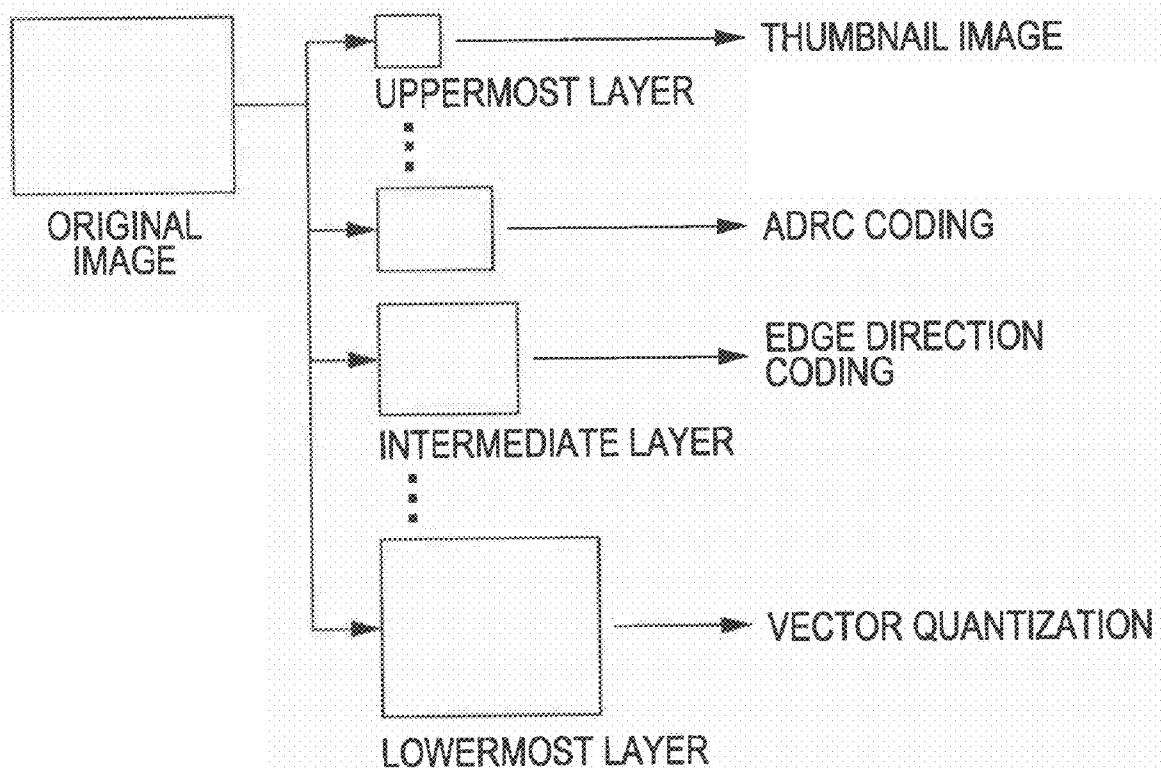 THUMBNAIL IMAGE
UPPERMOST LAYER
ORIGINAL
IMAGE
ADRC CODING
EDGE DIRECTION
CODING
INTERMEDIATE LAYER
VECTOR QUANTIZATION
LOWERMOST LAYER